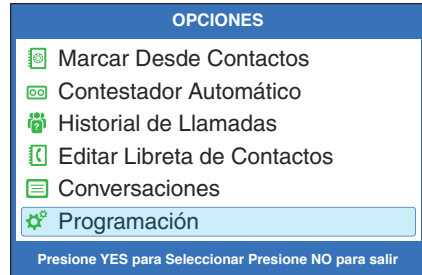 OPCIONES
Marcar Desde Contactos
Contestador Automático
Historial de Llamadas
Editar Libreta de Contactos
Conversaciones
Programación
Presione YES para Seleccionar Presione NO para salir